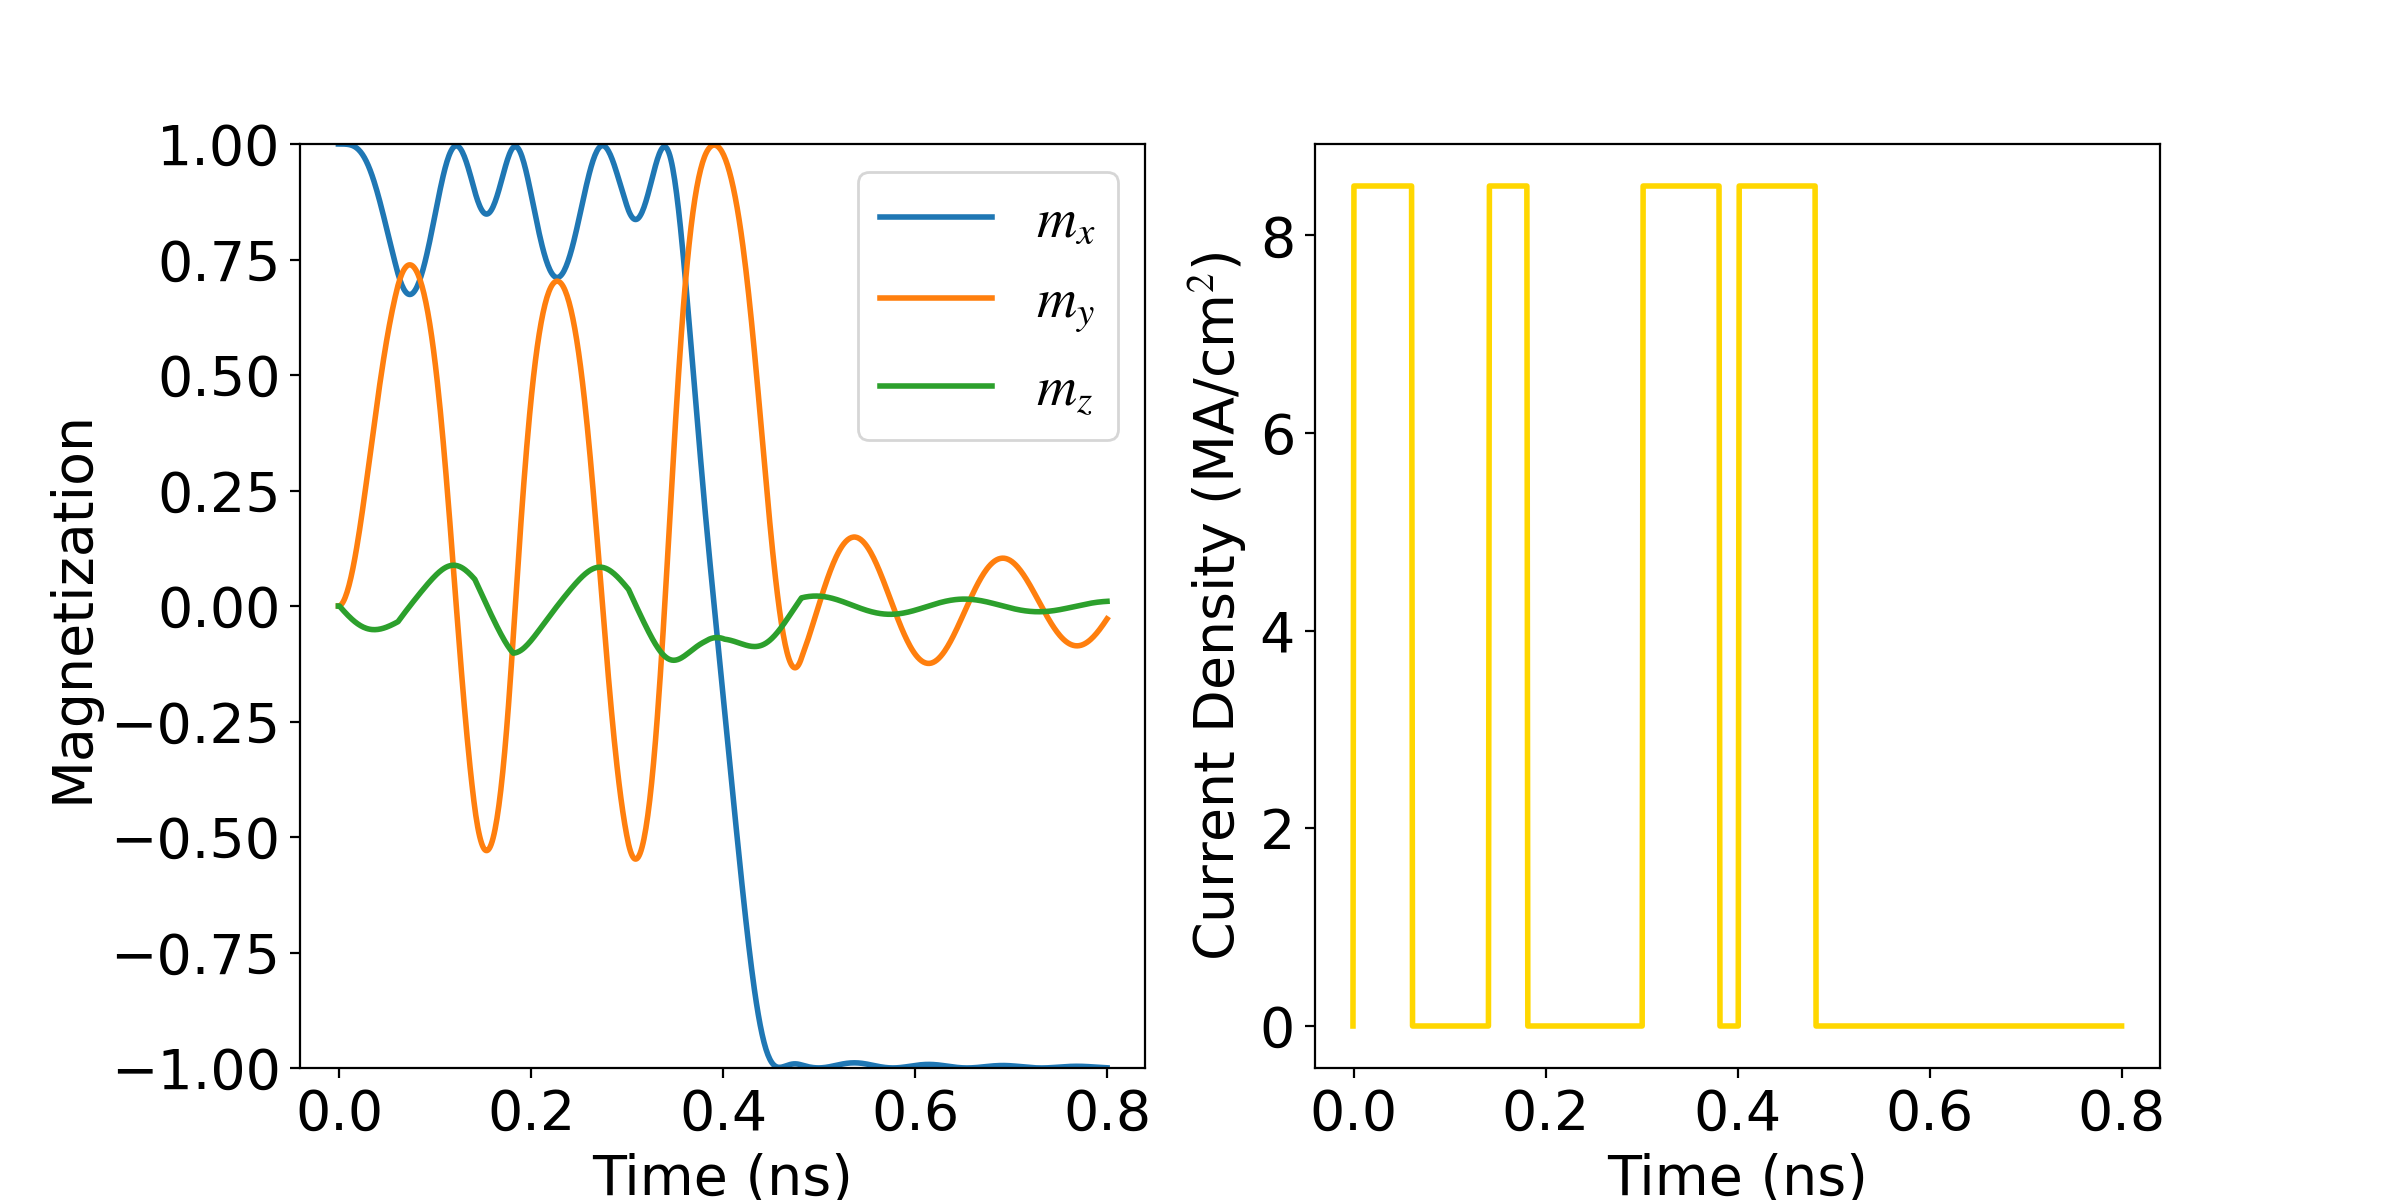 1.00
0.75
0.50
0.25
0.00
−0.25
−0.50
−0.75
−1.00
Magnetization
0.0 0.2 0.4 0.6 0.8
Time (ns)
m_x
m_y
m_z
8
6
4
2
0
Current Density (MA/cm²)
0.0 0.2 0.4 0.6 0.8
Time (ns)